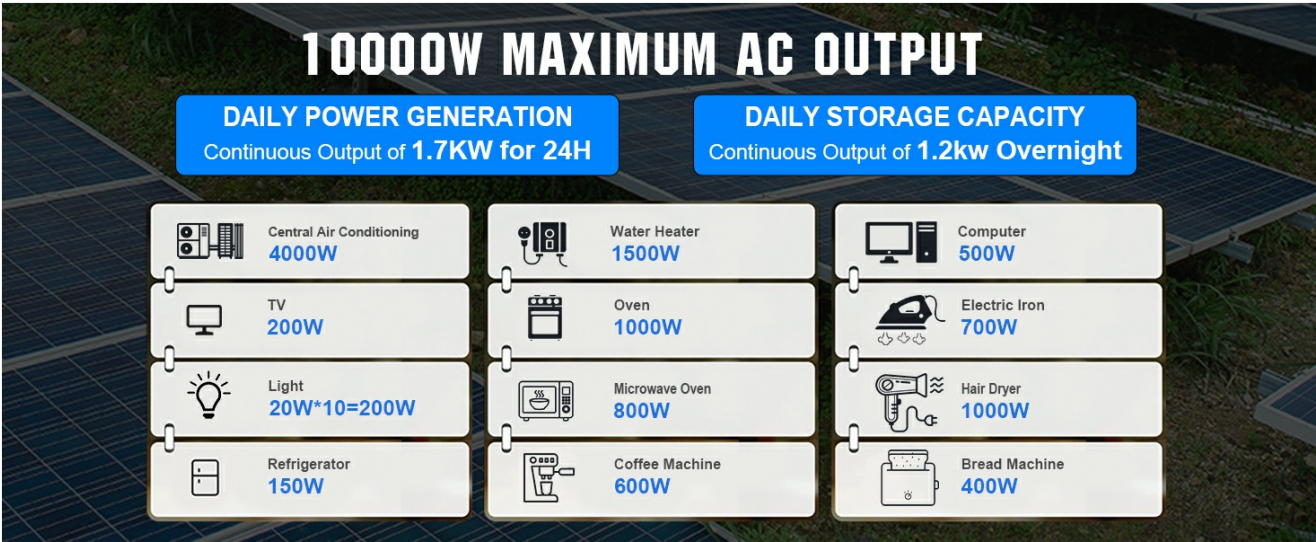 10000W MAXIMUM AC OUTPUT
DAILY POWER GENERATION
Continuous Output of 1.7KW for 24H
DAILY STORAGE CAPACITY
Continuous Output of 1.2kw Overnight
Central Air Conditioning
4000W
Water Heater
1500W
Computer
500W
TV
200W
Oven
1000W
Electric Iron
700W
Light
20W*10=200W
Microwave Oven
800W
Hair Dryer
1000W
Refrigerator
150W
Coffee Machine
600W
Bread Machine
400W